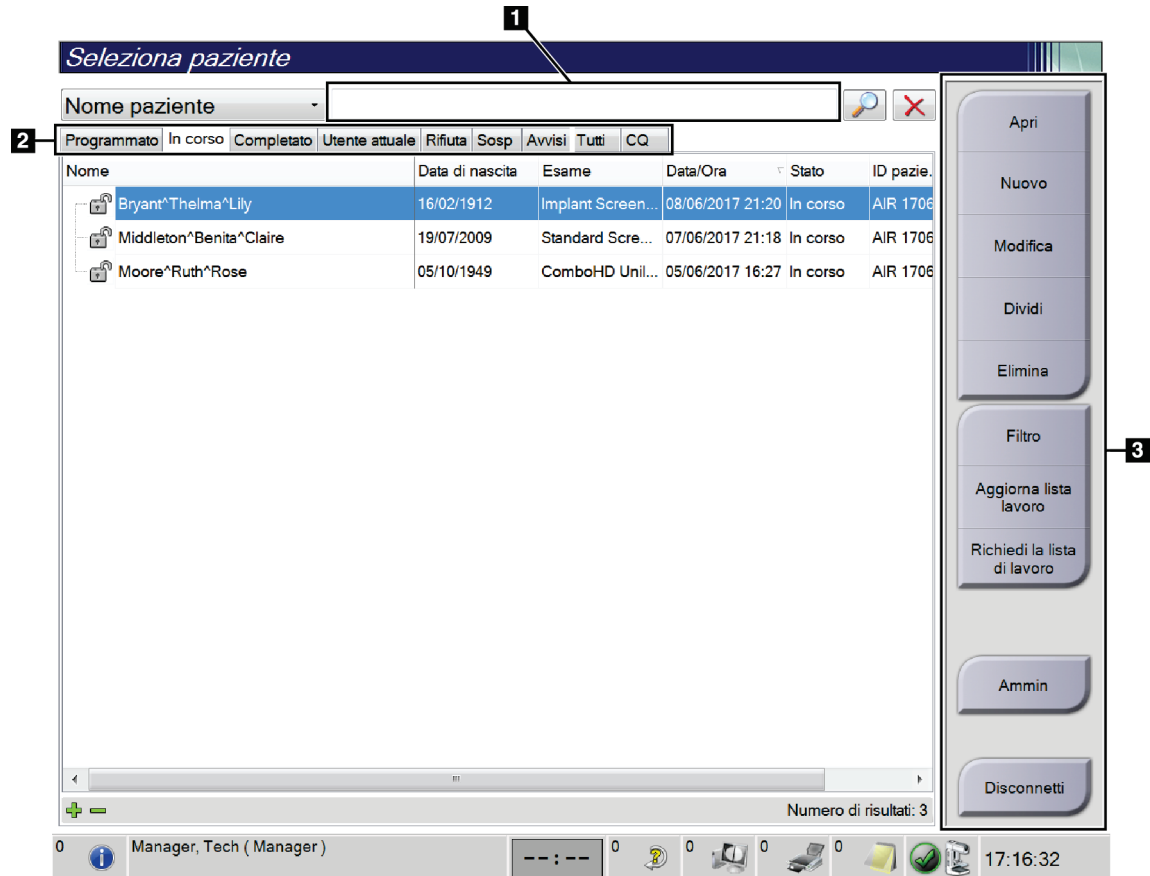 1
Seleziona paziente
Nome paziente
2
Programmato In corso Completato Utente attuale Rifiuta Sosp Avvisi Tutti CQ
Nome Data di nascita Esame Data/Ora Stato ID pazie.
Bryant^Thelma^Lily 16/02/1912 Implant Screen... 08/06/2017 21:20 In corso AIR 1706
Middleton^Benita^Claire 19/07/2009 Standard Scre... 07/06/2017 21:18 In corso AIR 1706
Moore^Ruth^Rose 05/10/1949 ComboHD Unil... 05/06/2017 16:27 In corso AIR 1706
Apri
Nuovo
Modifica
Dividi
Elimina
Filtro
3
Aggiorna lista
lavoro
Richiedi la lista
di lavoro
Ammin
Disconnetti
Numero di risultati: 3
0 Manager, Tech ( Manager ) --:-- 0 0 0 0 17:16:32